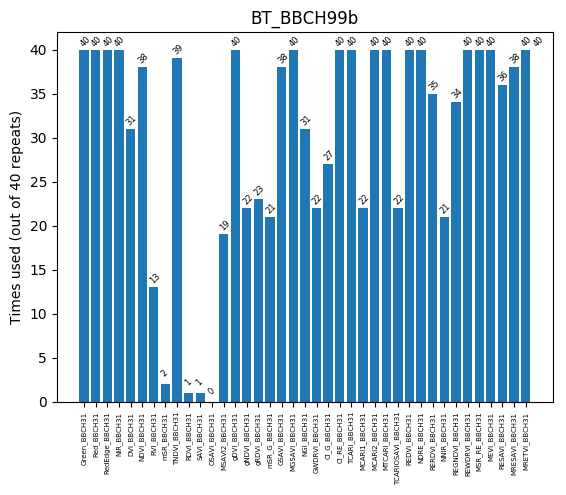 BT_BBCH99b
Times used (out of 40 repeats)
40
35
30
25
20
15
10
5
0
40
40
40
40
31
38
13
2
39
1
1
0
19
40
22
23
21
38
40
31
22
27
40
40
22
40
40
22
40
40
35
21
34
40
40
40
36
38
40
Green_BBCH31
Red_BBCH31
RedEdge_BBCH31
NIR_BBCH31
DVI_BBCH31
NDVI_BBCH31
RVI_BBCH31
mSR_BBCH31
TNDVI_BBCH31
RDVI_BBCH31
SAVI_BBCH31
OSAVI_BBCH31
MSAVI2_BBCH31
gDVI_BBCH31
gNDVI_BBCH31
gRDVI_BBCH31
mSR_G_BBCH31
GSAVI_BBCH31
MGSAVI_BBCH31
NGI_BBCH31
GWDRVI_BBCH31
CI_G_BBCH31
CI_RE_BBCH31
TCARI_BBCH31
MCARI1_BBCH31
MCARI2_BBCH31
MTCARI_BBCH31
TCARIOSAVI_BBCH31
REDVI_BBCH31
NDRE_BBCH31
RERDVI_BBCH31
NNIR_BBCH31
REGNDVI_BBCH31
REWDRVI_BBCH31
MSR_RE_BBCH31
MEVI_BBCH31
RESAVI_BBCH31
MRESAVI_BBCH31
MRETVI_BBCH31